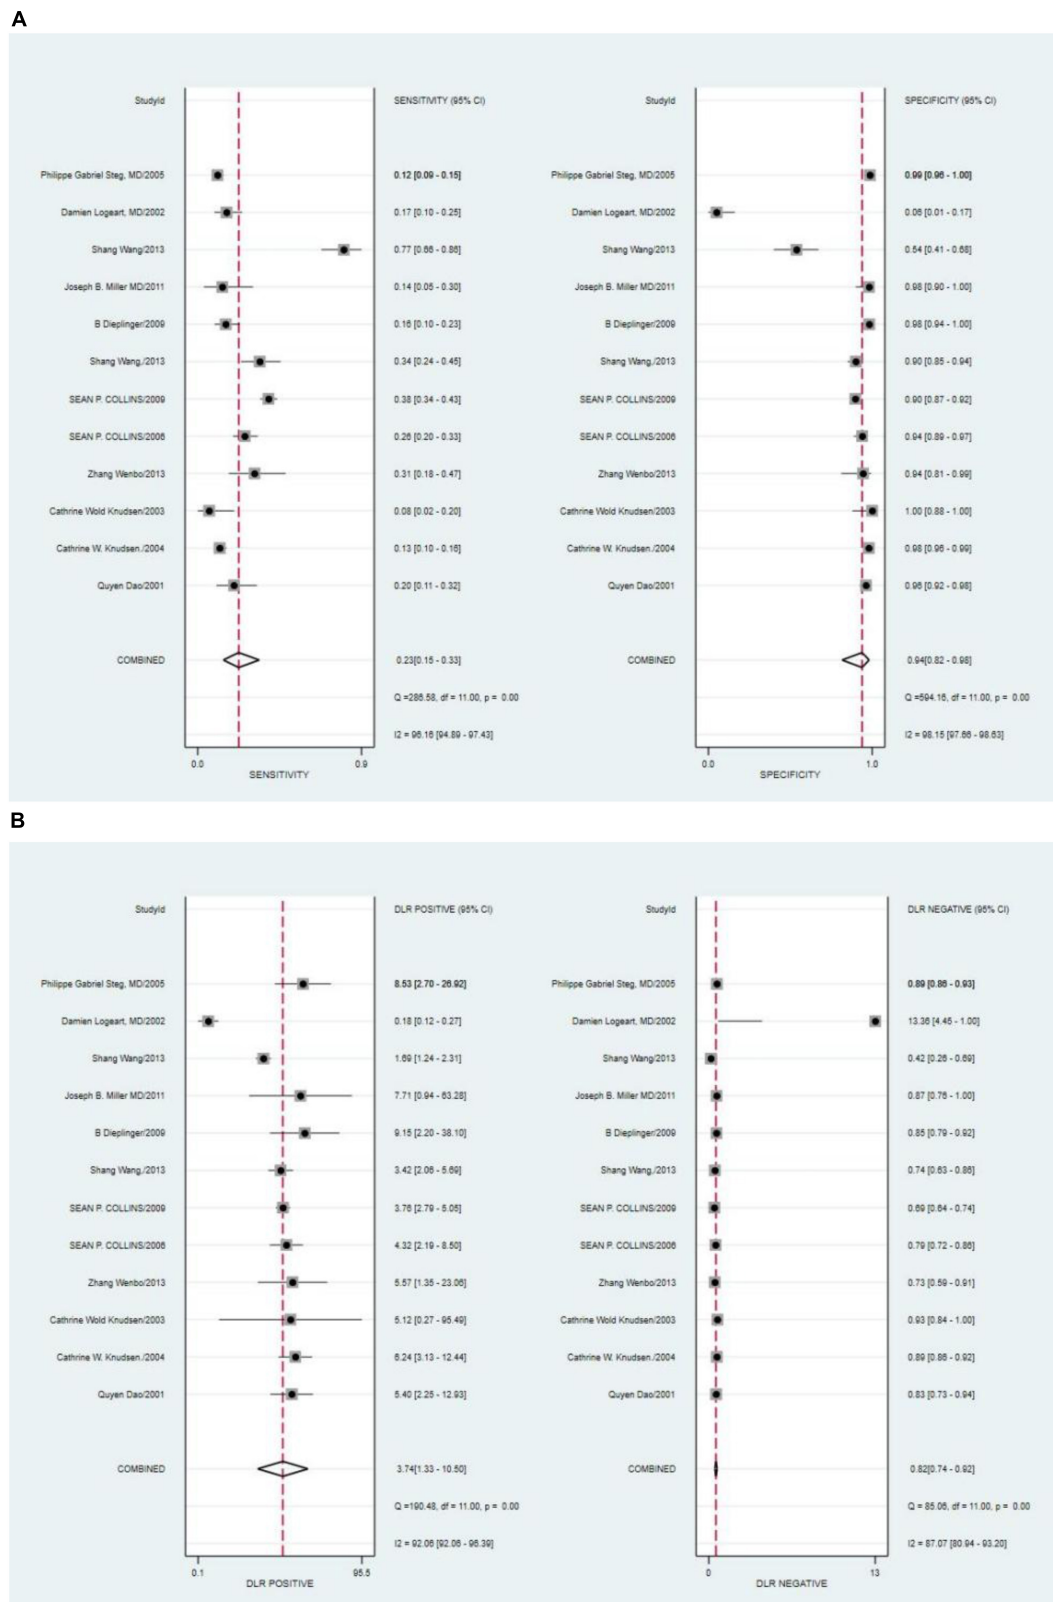 A
StudyId SENSITIVITY (95% CI)
Philippe Gabriel Steg, MD/2005 0.12 [0.09 - 0.15]
Damien Logeart, MD/2002 0.17 [0.10 - 0.25]
Shang Wang/2013 0.77 [0.66 - 0.86]
Joseph B. Miller MD/2011 0.14 [0.05 - 0.30]
B Dieplinger/2009 0.16 [0.10 - 0.23]
Shang Wang,/2013 0.34 [0.24 - 0.45]
SEAN P. COLLINS/2009 0.38 [0.34 - 0.43]
SEAN P. COLLINS/2006 0.26 [0.20 - 0.33]
Zhang Wenbo/2013 0.31 [0.18 - 0.47]
Cathrine Wold Knudsen/2003 0.08 [0.02 - 0.20]
Cathrine W. Knudsen./2004 0.13 [0.10 - 0.16]
Quyen Dao/2001 0.20 [0.11 - 0.32]
COMBINED 0.23[0.15 - 0.33]
Q =286.58, df = 11.00, p = 0.00
I2 = 96.16 [94.89 - 97.43]
0.0 0.9
SENSITIVITY
StudyId SPECIFICITY (95% CI)
Philippe Gabriel Steg, MD/2005 0.99 [0.96 - 1.00]
Damien Logeart, MD/2002 0.06 [0.01 - 0.17]
Shang Wang/2013 0.54 [0.41 - 0.68]
Joseph B. Miller MD/2011 0.98 [0.90 - 1.00]
B Dieplinger/2009 0.98 [0.94 - 1.00]
Shang Wang,/2013 0.90 [0.85 - 0.94]
SEAN P. COLLINS/2009 0.90 [0.87 - 0.92]
SEAN P. COLLINS/2006 0.94 [0.89 - 0.97]
Zhang Wenbo/2013 0.94 [0.81 - 0.99]
Cathrine Wold Knudsen/2003 1.00 [0.88 - 1.00]
Cathrine W. Knudsen./2004 0.98 [0.96 - 0.99]
Quyen Dao/2001 0.96 [0.92 - 0.98]
COMBINED 0.94[0.82 - 0.98]
Q =594.16, df = 11.00, p = 0.00
I2 = 98.15 [97.66 - 98.63]
0.0 1.0
SPECIFICITY
B
StudyId DLR POSITIVE (95% CI)
Philippe Gabriel Steg, MD/2005 8.53 [2.70 - 26.92]
Damien Logeart, MD/2002 0.18 [0.12 - 0.27]
Shang Wang/2013 1.69 [1.24 - 2.31]
Joseph B. Miller MD/2011 7.71 [0.94 - 63.28]
B Dieplinger/2009 9.15 [2.20 - 38.10]
Shang Wang,/2013 3.42 [2.06 - 5.69]
SEAN P. COLLINS/2009 3.76 [2.79 - 5.05]
SEAN P. COLLINS/2006 4.32 [2.19 - 8.50]
Zhang Wenbo/2013 5.57 [1.35 - 23.06]
Cathrine Wold Knudsen/2003 5.12 [0.27 - 95.49]
Cathrine W. Knudsen./2004 6.24 [3.13 - 12.44]
Quyen Dao/2001 5.40 [2.25 - 12.93]
COMBINED 3.74[1.33 - 10.50]
Q =190.48, df = 11.00, p = 0.00
I2 = 92.06 [92.06 - 96.39]
0.1 95.5
DLR POSITIVE
StudyId DLR NEGATIVE (95% CI)
Philippe Gabriel Steg, MD/2005 0.89 [0.86 - 0.93]
Damien Logeart, MD/2002 13.36 [4.45 - 1.00]
Shang Wang/2013 0.42 [0.26 - 0.69]
Joseph B. Miller MD/2011 0.87 [0.76 - 1.00]
B Dieplinger/2009 0.85 [0.79 - 0.92]
Shang Wang,/2013 0.74 [0.63 - 0.86]
SEAN P. COLLINS/2009 0.69 [0.64 - 0.74]
SEAN P. COLLINS/2006 0.79 [0.72 - 0.86]
Zhang Wenbo/2013 0.73 [0.59 - 0.91]
Cathrine Wold Knudsen/2003 0.93 [0.84 - 1.00]
Cathrine W. Knudsen./2004 0.89 [0.86 - 0.92]
Quyen Dao/2001 0.83 [0.73 - 0.94]
COMBINED 0.82[0.74 - 0.92]
Q = 85.06, df = 11.00, p = 0.00
I2 = 87.07 [80.94 - 93.20]
0 13
DLR NEGATIVE